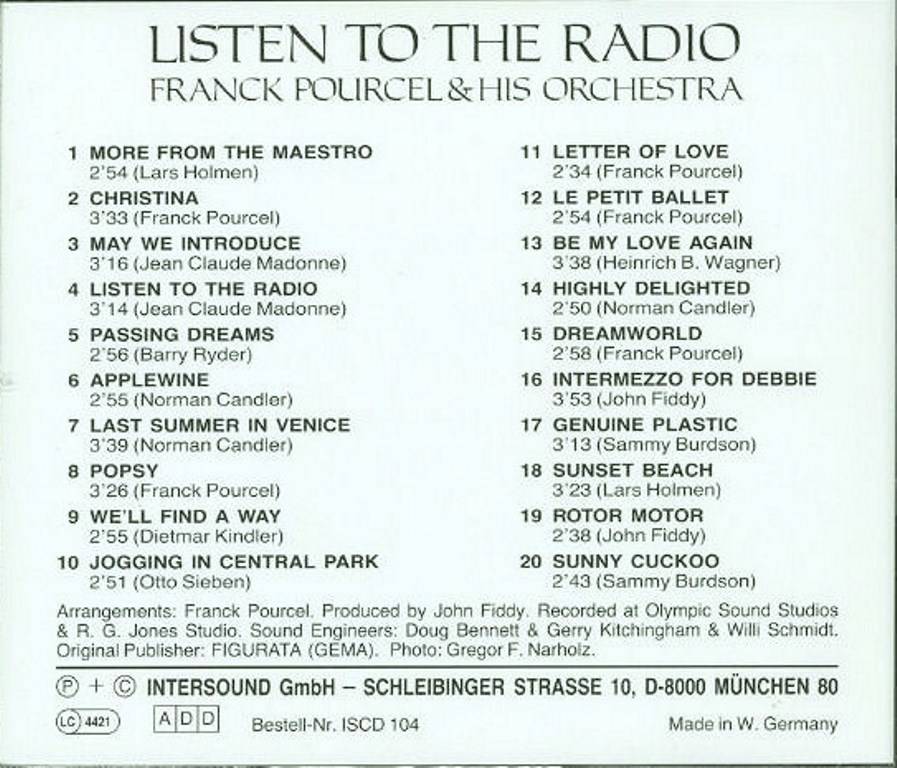 LISTEN TO THE RADIO
FRANCK POURCEL & HIS ORCHESTRA
1 MORE FROM THE MAESTRO
2'54 (Lars Holmen)
2 CHRISTINA
3'33 (Franck Pourcel)
3 MAY WE INTRODUCE
3'16 (Jean Claude Madonne)
4 LISTEN TO THE RADIO
3'14 (Jean Claude Madonne)
5 PASSING DREAMS
2'56 (Barry Ryder)
6 APPLEWINE
2'55 (Norman Candler)
7 LAST SUMMER IN VENICE
3'39 (Norman Candler)
8 POPSY
3'26 (Franck Pourcel)
9 WE'LL FIND A WAY
2'55 (Dietmar Kindler)
10 JOGGING IN CENTRAL PARK
2'51 (Otto Sieben)
11 LETTER OF LOVE
2'34 (Franck Pourcel)
12 LE PETIT BALLET
2'54 (Franck Pourcel)
13 BE MY LOVE AGAIN
3'38 (Heinrich B. Wagner)
14 HIGHLY DELIGHTED
2'50 (Norman Candler)
15 DREAMWORLD
2'58 (Franck Pourcel)
16 INTERMEZZO FOR DEBBIE
3'53 (John Fiddy)
17 GENUINE PLASTIC
3'13 (Sammy Burdson)
18 SUNSET BEACH
3'23 (Lars Holmen)
19 ROTOR MOTOR
2'38 (John Fiddy)
20 SUNNY CUCKOO
2'43 (Sammy Burdson)
Arrangements: Franck Pourcel. Produced by John Fiddy. Recorded at Olympic Sound Studios
& R. G. Jones Studio. Sound Engineers: Doug Bennett & Gerry Kitchingham & Willi Schmidt.
Original Publisher: FIGURATA (GEMA). Photo: Gregor F. Narholz.
℗ + © INTERSOUND GmbH – SCHLEIBINGER STRASSE 10, D-8000 MÜNCHEN 80
LC 4421 ADD Bestell-Nr. ISCD 104 Made in W. Germany